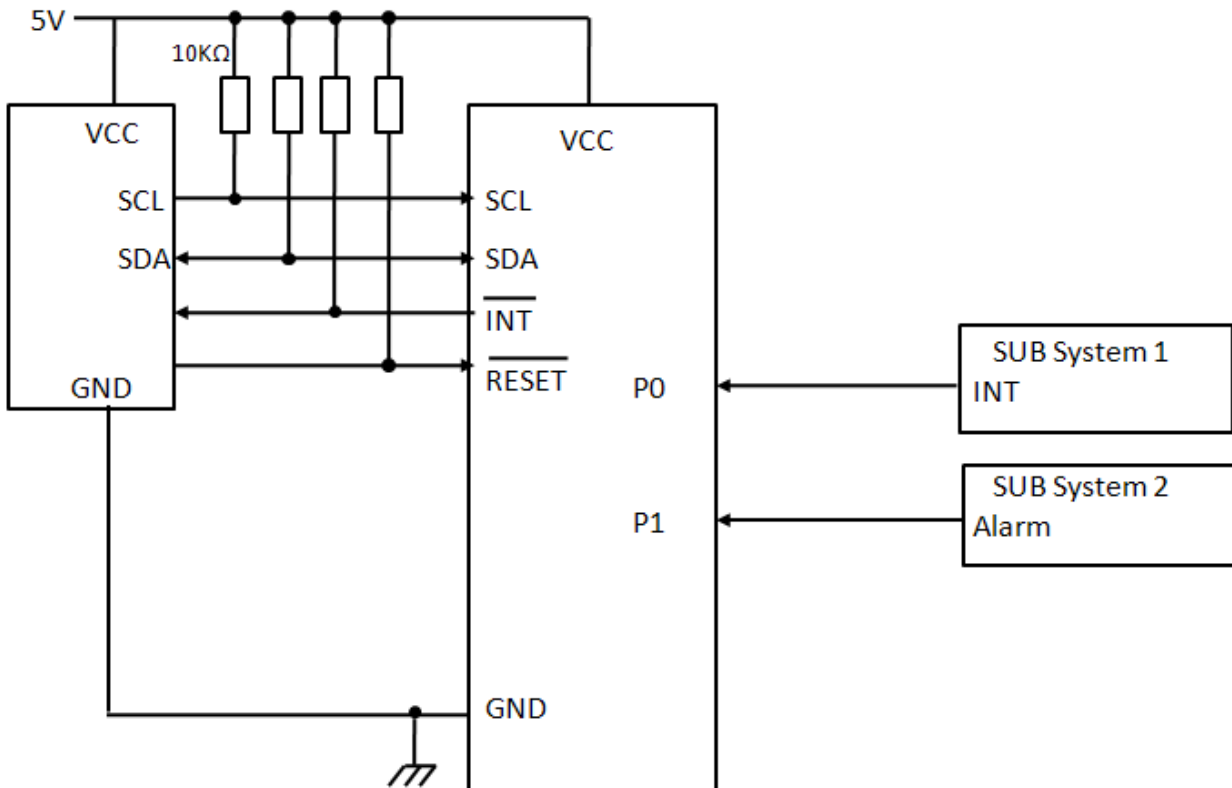 5V
10KΩ
VCC
SCL
SDA
GND
VCC
SCL
SDA
INT
RESET
P0
P1
GND
SUB System 1
INT
SUB System 2
Alarm